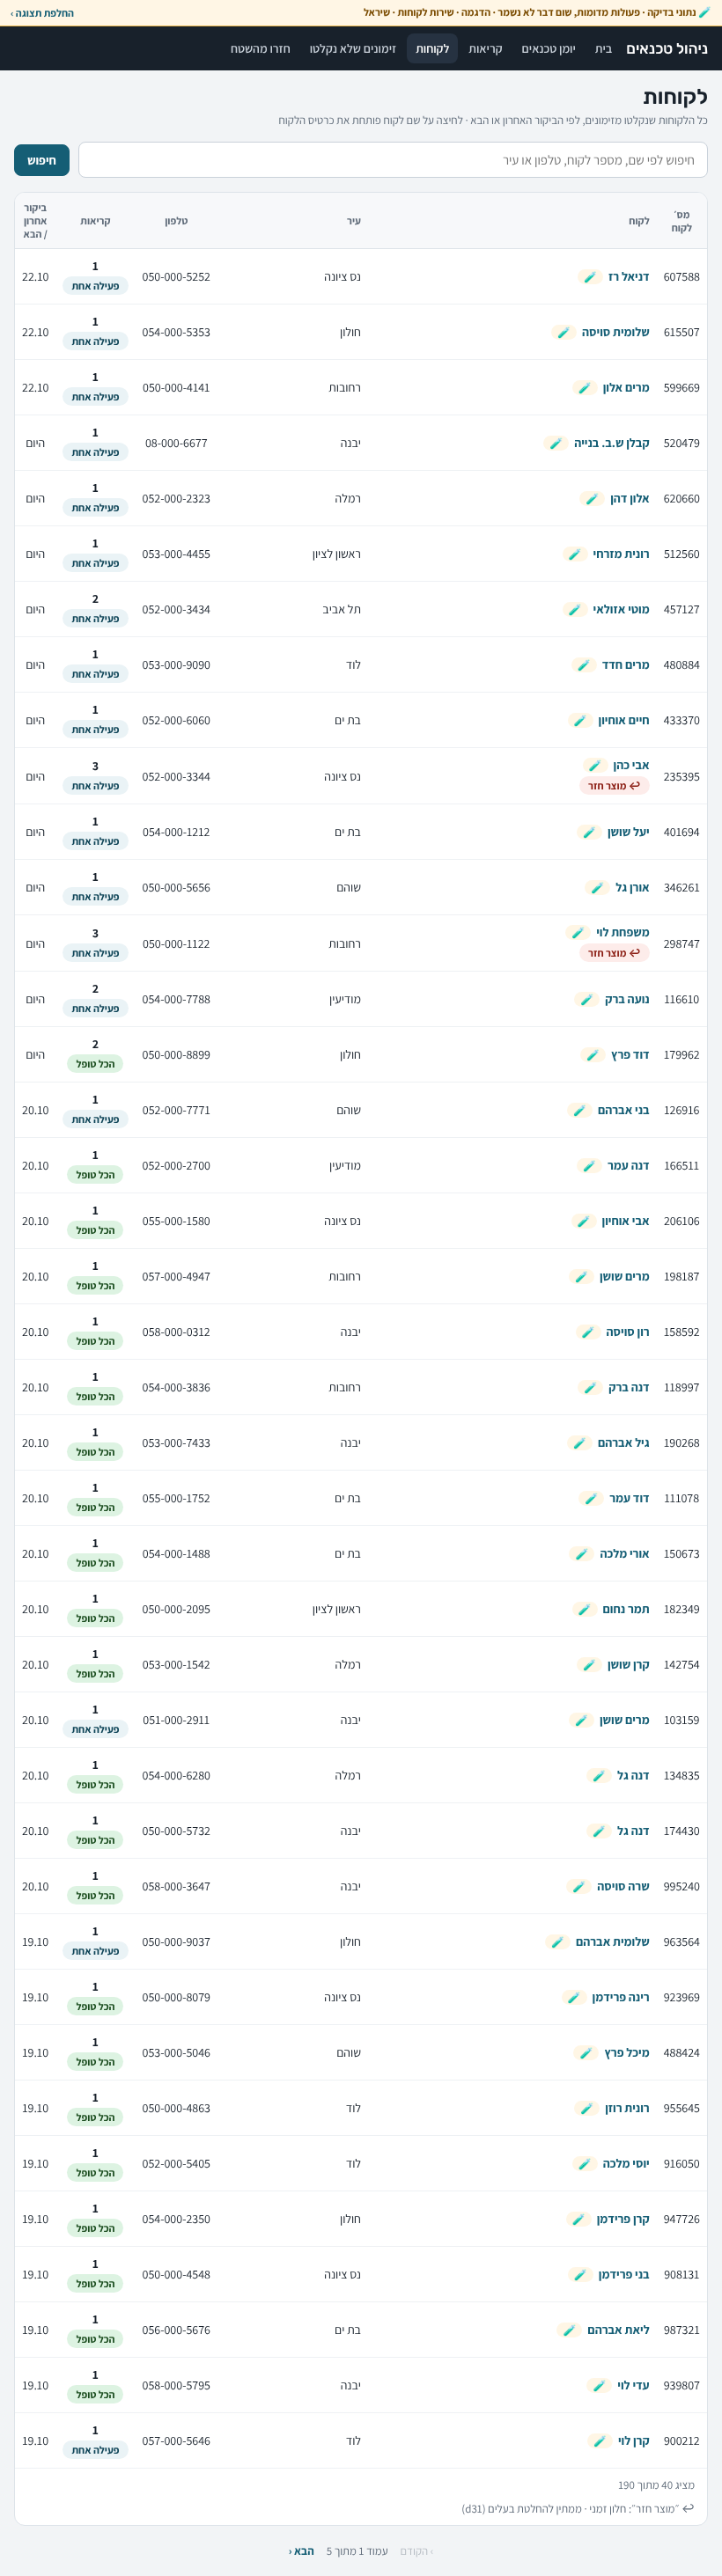 🧪 נתוני בדיקה · פעולות מדומות, שום דבר לא נשמר · הדגמה · שירות לקוחות · שיראל
החלפת תצוגה ›
ניהול טכנאים בית יומן טכנאים קריאות לקוחות זימונים שלא נקלטו חזרו מהשטח
לקוחות
כל הלקוחות שנקלטו מזימונים, לפי הביקור האחרון או הבא · לחיצה על שם לקוח פותחת את כרטיס הלקוח
חיפוש לפי שם, מספר לקוח, טלפון או עיר חיפוש
מס׳ לקוח לקוח עיר טלפון קריאות ביקור אחרון / הבא
607588 דניאל רז 🧪 נס ציונה 050-000-5252 1 פעילה אחת 22.10
615507 שלומית סויסה 🧪 חולון 054-000-5353 1 פעילה אחת 22.10
599669 מרים אלון 🧪 רחובות 050-000-4141 1 פעילה אחת 22.10
520479 קבלן ש.ב. בנייה 🧪 יבנה 08-000-6677 1 פעילה אחת היום
620660 אלון דהן 🧪 רמלה 052-000-2323 1 פעילה אחת היום
512560 רונית מזרחי 🧪 ראשון לציון 053-000-4455 1 פעילה אחת היום
457127 מוטי אזולאי 🧪 תל אביב 052-000-3434 2 פעילה אחת היום
480884 מרים חדד 🧪 לוד 053-000-9090 1 פעילה אחת היום
433370 חיים אוחיון 🧪 בת ים 052-000-6060 1 פעילה אחת היום
235395 אבי כהן 🧪 ↩ מוצר חזר נס ציונה 052-000-3344 3 פעילה אחת היום
401694 יעל שושן 🧪 בת ים 054-000-1212 1 פעילה אחת היום
346261 אורן גל 🧪 שוהם 050-000-5656 1 פעילה אחת היום
298747 משפחת לוי 🧪 ↩ מוצר חזר רחובות 050-000-1122 3 פעילה אחת היום
116610 נועה ברק 🧪 מודיעין 054-000-7788 2 פעילה אחת היום
179962 דוד פרץ 🧪 חולון 050-000-8899 2 הכל טופל היום
126916 בני אברהם 🧪 שוהם 052-000-7771 1 פעילה אחת 20.10
166511 דנה עמר 🧪 מודיעין 052-000-2700 1 הכל טופל 20.10
206106 אבי אוחיון 🧪 נס ציונה 055-000-1580 1 הכל טופל 20.10
198187 מרים שושן 🧪 רחובות 057-000-4947 1 הכל טופל 20.10
158592 רון סויסה 🧪 יבנה 058-000-0312 1 הכל טופל 20.10
118997 דנה ברק 🧪 רחובות 054-000-3836 1 הכל טופל 20.10
190268 גיל אברהם 🧪 יבנה 053-000-7433 1 הכל טופל 20.10
111078 דוד עמר 🧪 בת ים 055-000-1752 1 הכל טופל 20.10
150673 אורי מלכה 🧪 בת ים 054-000-1488 1 הכל טופל 20.10
182349 תמר נחום 🧪 ראשון לציון 050-000-2095 1 הכל טופל 20.10
142754 קרן שושן 🧪 רמלה 053-000-1542 1 הכל טופל 20.10
103159 מרים שושן 🧪 יבנה 051-000-2911 1 פעילה אחת 20.10
134835 דנה גל 🧪 רמלה 054-000-6280 1 הכל טופל 20.10
174430 דנה גל 🧪 יבנה 050-000-5732 1 הכל טופל 20.10
995240 שרה סויסה 🧪 יבנה 058-000-3647 1 הכל טופל 20.10
963564 שלומית אברהם 🧪 חולון 050-000-9037 1 פעילה אחת 19.10
923969 רינה פרידמן 🧪 נס ציונה 050-000-8079 1 הכל טופל 19.10
488424 מיכל פרץ 🧪 שוהם 053-000-5046 1 הכל טופל 19.10
955645 רונית רוזן 🧪 לוד 050-000-4863 1 הכל טופל 19.10
916050 יוסי מלכה 🧪 לוד 052-000-5405 1 הכל טופל 19.10
947726 קרן פרידמן 🧪 חולון 054-000-2350 1 הכל טופל 19.10
908131 בני פרידמן 🧪 נס ציונה 050-000-4548 1 הכל טופל 19.10
987321 ליאת אברהם 🧪 בת ים 056-000-5676 1 הכל טופל 19.10
939807 עדי לוי 🧪 יבנה 058-000-5795 1 הכל טופל 19.10
900212 קרן לוי 🧪 לוד 057-000-5646 1 פעילה אחת 19.10
מציג 40 מתוך 190
↩ ״מוצר חזר״: חלון זמני · ממתין להחלטת בעלים (d31)
‹ הקודם עמוד 1 מתוך 5 הבא ›